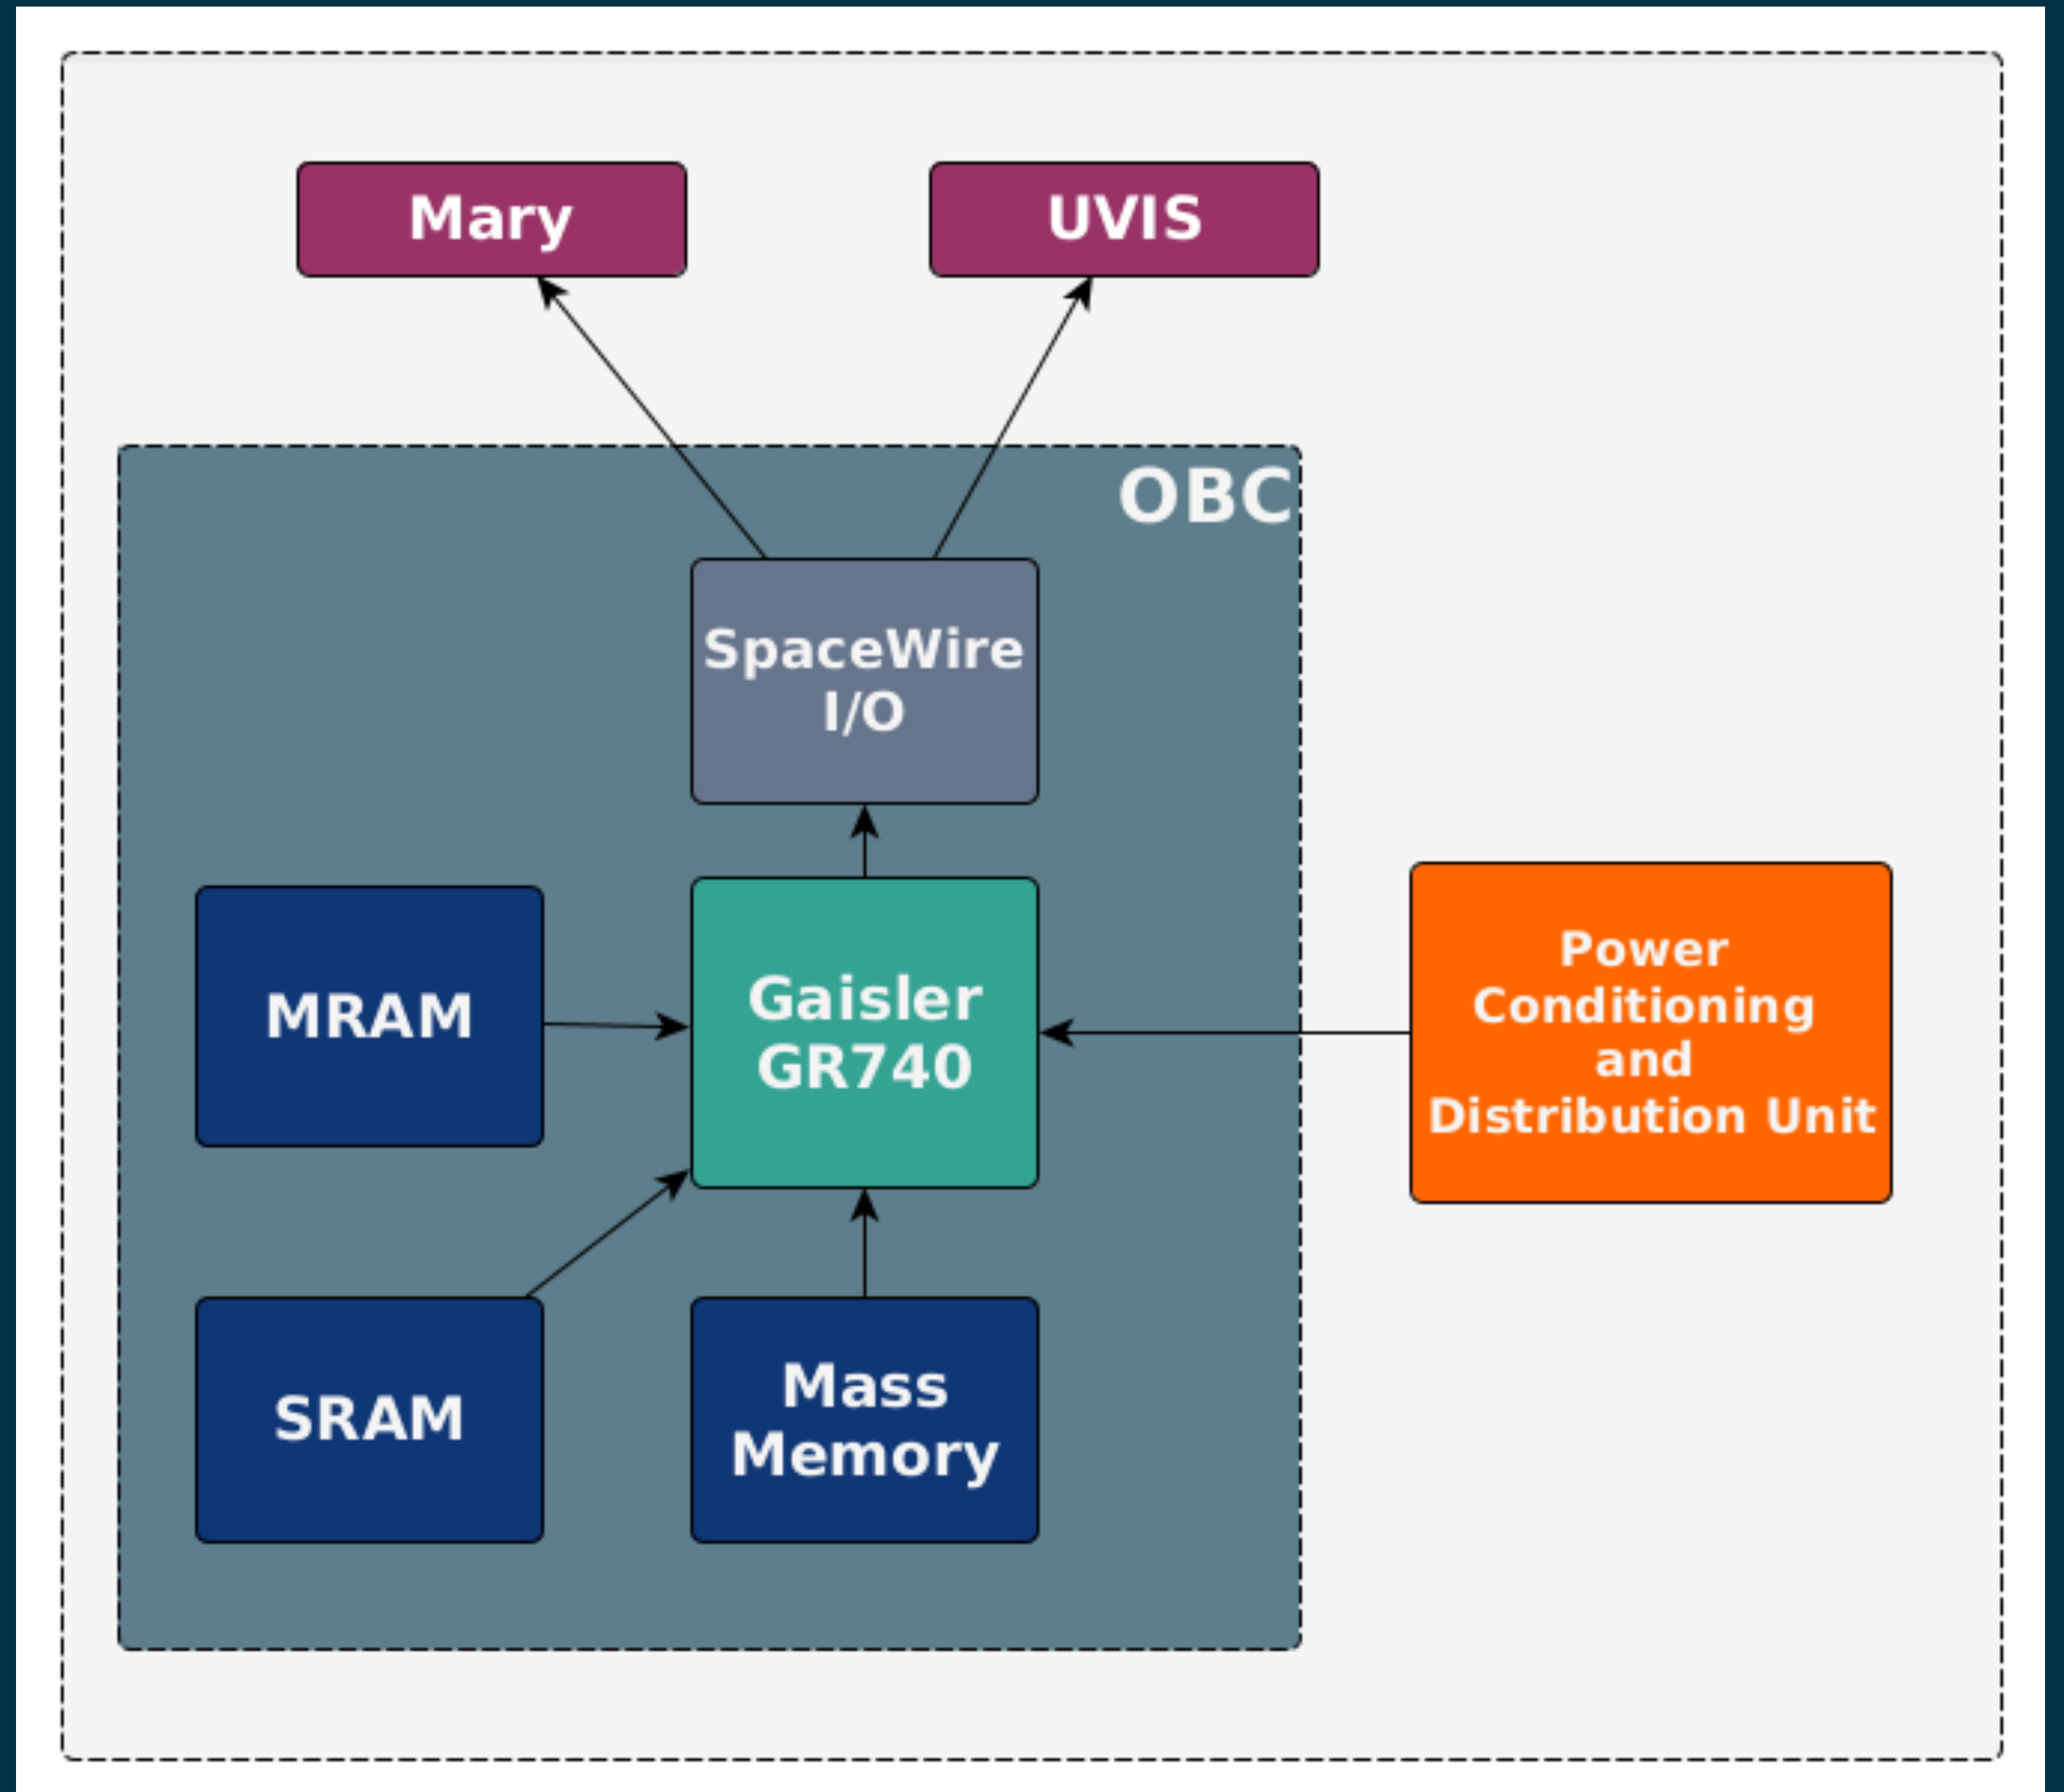 Mary
UVIS
OBC
SpaceWire
I/O
MRAM
Gaisler
GR740
Power
Conditioning
and
Distribution Unit
SRAM
Mass
Memory